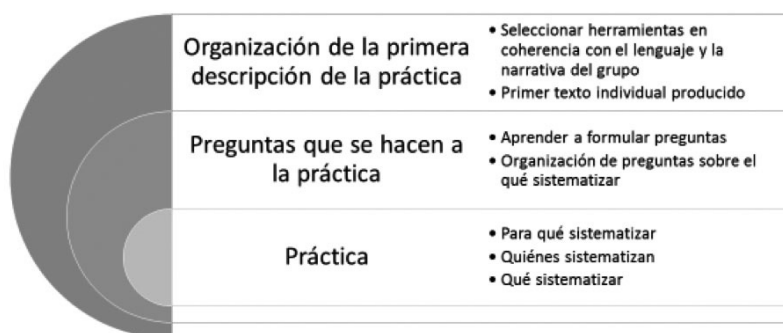 Organización de la primera
descripción de la práctica
• Seleccionar herramientas en
coherencia con el lenguaje y la
narrativa del grupo
• Primer texto individual producido
Preguntas que se hacen a
la práctica
• Aprender a formular preguntas
• Organización de preguntas sobre el
qué sistematizar
Práctica
• Para qué sistematizar
• Quiénes sistematizan
• Qué sistematizar